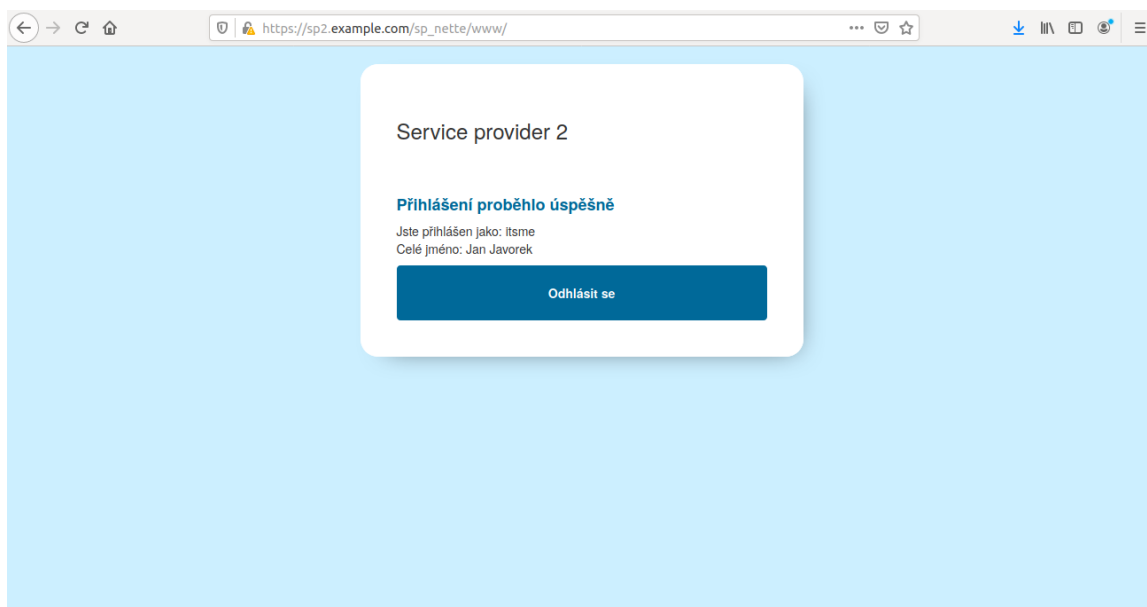 https://sp2.example.com/sp_nette/www/
Service provider 2
Přihlášení proběhlo úspěšně
Jste přihlášen jako: itsme
Celé jméno: Jan Javorek
Odhlásit se